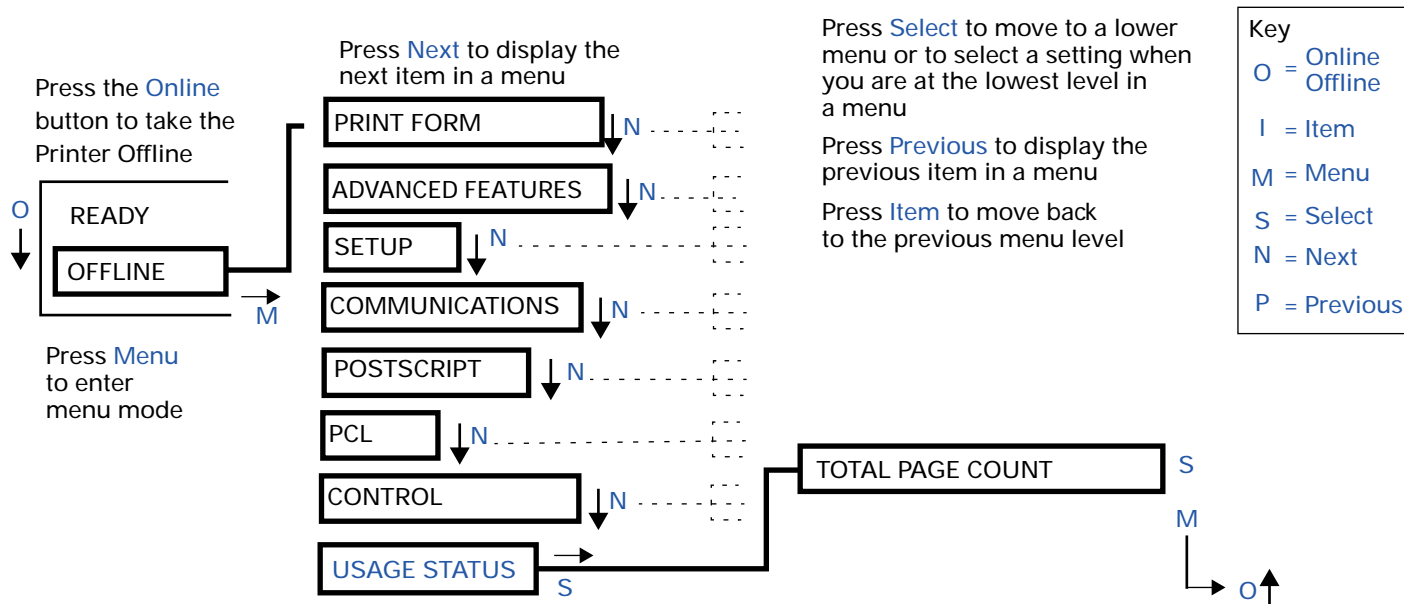 Press the Online
button to take the
Printer Offline
O
READY
OFFLINE
M
Press Menu
to enter
menu mode
Press Next to display the
next item in a menu
PRINT FORM
N
ADVANCED FEATURES
N
SETUP
N
COMMUNICATIONS
N
POSTSCRIPT
N
PCL
N
CONTROL
N
USAGE STATUS
S
Press Select to move to a lower
menu or to select a setting when
you are at the lowest level in
a menu
Press Previous to display the
previous item in a menu
Press Item to move back
to the previous menu level
TOTAL PAGE COUNT
S
M
O
Key
O = Online
Offline
I = Item
M = Menu
S = Select
N = Next
P = Previous